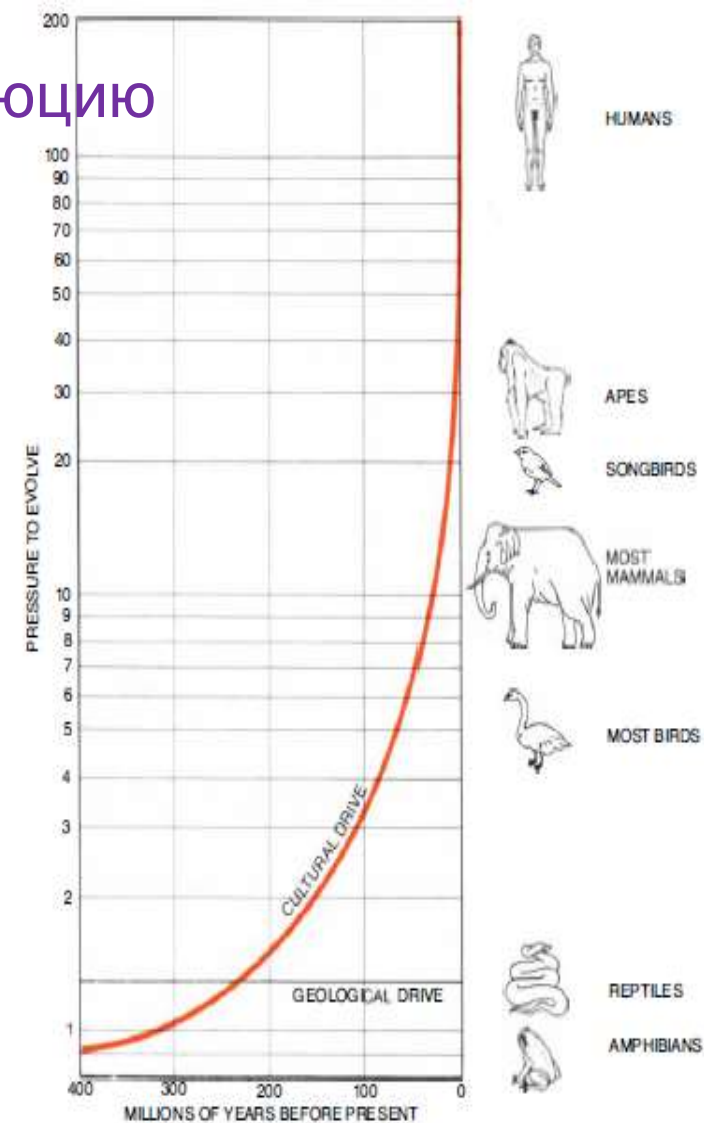 юцию
200
100
90
80
70
60
50
40
30
20
10
9
8
7
6
5
4
3
2
1
PRESSURE TO EVOLVE
CULTURAL DRIVE
GEOLOGICAL DRIVE
400 300 200 100 0
MILLIONS OF YEARS BEFORE PRESENT
HUMANS
APES
SONGBIRDS
MOST
MAMMALS
MOST BIRDS
REPTILES
AMPHIBIANS